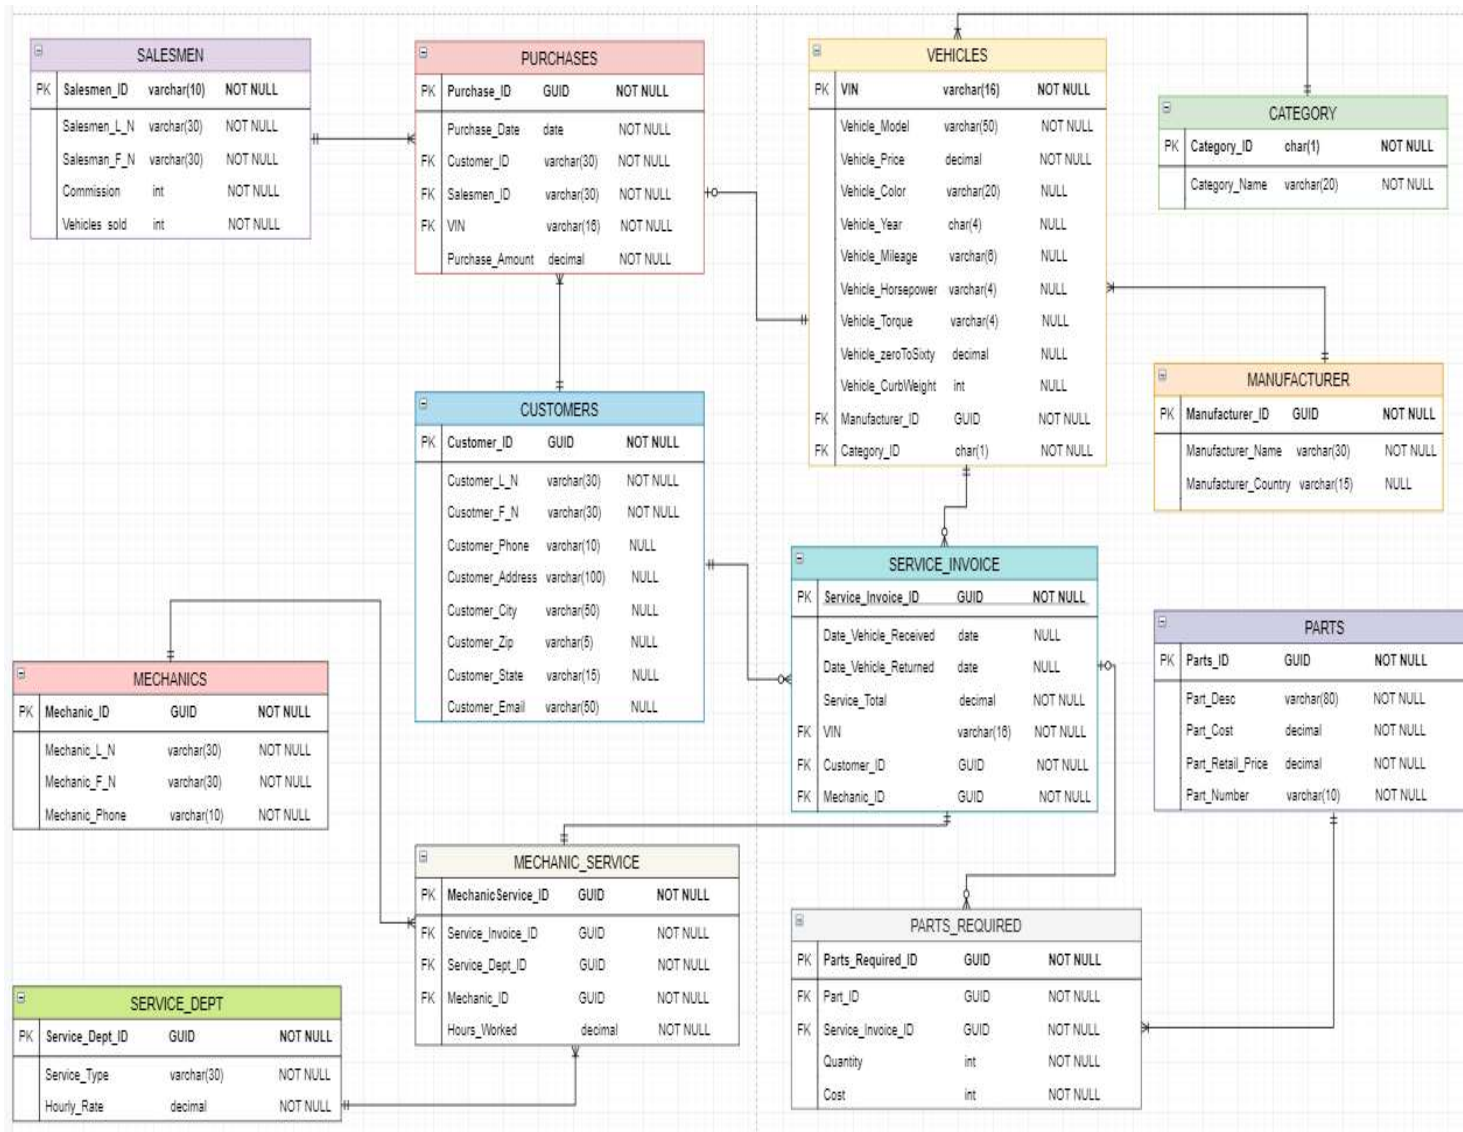 SALESMEN
PK Salesmen_ID varchar(10) NOT NULL
Salesmen_L_N varchar(30) NOT NULL
Salesman_F_N varchar(30) NOT NULL
Commission int NOT NULL
Vehicles sold int NOT NULL
PURCHASES
PK Purchase_ID GUID NOT NULL
Purchase_Date date NOT NULL
FK Customer_ID varchar(30) NOT NULL
FK Salesmen_ID varchar(30) NOT NULL
FK VIN varchar(16) NOT NULL
Purchase_Amount decimal NOT NULL
VEHICLES
PK VIN varchar(16) NOT NULL
Vehicle_Model varchar(50) NOT NULL
Vehicle_Price decimal NOT NULL
Vehicle_Color varchar(20) NULL
Vehicle_Year char(4) NULL
Vehicle_Mileage varchar(6) NULL
Vehicle_Horsepower varchar(4) NULL
Vehicle_Torque varchar(4) NULL
Vehicle_zeroToSixty decimal NULL
Vehicle_CurbWeight int NULL
FK Manufacturer_ID GUID NOT NULL
FK Category_ID char(1) NOT NULL
CATEGORY
PK Category_ID char(1) NOT NULL
Category_Name varchar(20) NOT NULL
MANUFACTURER
PK Manufacturer_ID GUID NOT NULL
Manufacturer_Name varchar(30) NOT NULL
Manufacturer_Country varchar(15) NULL
CUSTOMERS
PK Customer_ID GUID NOT NULL
Customer_L_N varchar(30) NOT NULL
Cusotmer_F_N varchar(30) NOT NULL
Customer_Phone varchar(10) NULL
Customer_Address varchar(100) NULL
Customer_City varchar(50) NULL
Customer_Zip varchar(5) NULL
Customer_State varchar(15) NULL
Customer_Email varchar(50) NULL
SERVICE_INVOICE
PK Service_Invoice_ID GUID NOT NULL
Date_Vehicle_Received date NULL
Date_Vehicle_Returned date NULL
Service_Total decimal NOT NULL
FK VIN varchar(16) NOT NULL
FK Customer_ID GUID NOT NULL
FK Mechanic_ID GUID NOT NULL
PARTS
PK Parts_ID GUID NOT NULL
Part_Desc varchar(80) NOT NULL
Part_Cost decimal NOT NULL
Part_Retail_Price decimal NOT NULL
Part_Number varchar(10) NOT NULL
MECHANICS
PK Mechanic_ID GUID NOT NULL
Mechanic_L_N varchar(30) NOT NULL
Mechanic_F_N varchar(30) NOT NULL
Mechanic_Phone varchar(10) NOT NULL
MECHANIC_SERVICE
PK MechanicService_ID GUID NOT NULL
FK Service_Invoice_ID GUID NOT NULL
FK Service_Dept_ID GUID NOT NULL
FK Mechanic_ID GUID NOT NULL
Hours_Worked decimal NOT NULL
PARTS_REQUIRED
PK Parts_Required_ID GUID NOT NULL
FK Part_ID GUID NOT NULL
FK Service_Invoice_ID GUID NOT NULL
Quantity int NOT NULL
Cost int NOT NULL
SERVICE_DEPT
PK Service_Dept_ID GUID NOT NULL
Service_Type varchar(30) NOT NULL
Hourly_Rate decimal NOT NULL